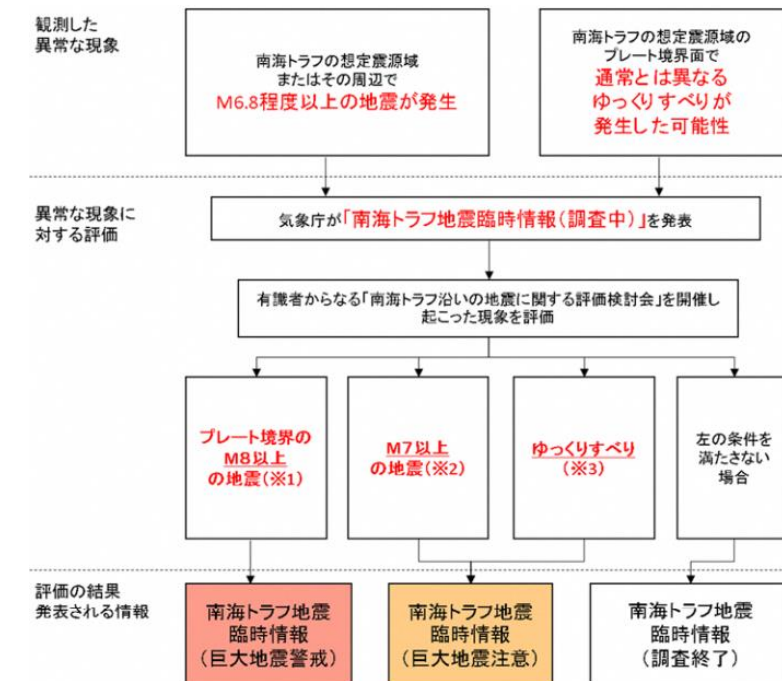 観測した
異常な現象
南海トラフの想定震源域
またはその周辺で
M6.8程度以上の地震が発生
南海トラフの想定震源域の
プレート境界面で
通常とは異なる
ゆっくりすべりが
発生した可能性
異常な現象に
対する評価
気象庁が「南海トラフ地震臨時情報(調査中)」を発表
有識者からなる「南海トラフ沿いの地震に関する評価検討会」を開催し
起こった現象を評価
プレート境界の
M8以上
の地震(※1)
M7以上
の地震(※2)
ゆっくりすべり
(※3)
左の条件を
満たさない
場合
評価の結果
発表される情報
南海トラフ地震
臨時情報
(巨大地震警戒)
南海トラフ地震
臨時情報
(巨大地震注意)
南海トラフ地震
臨時情報
(調査終了)